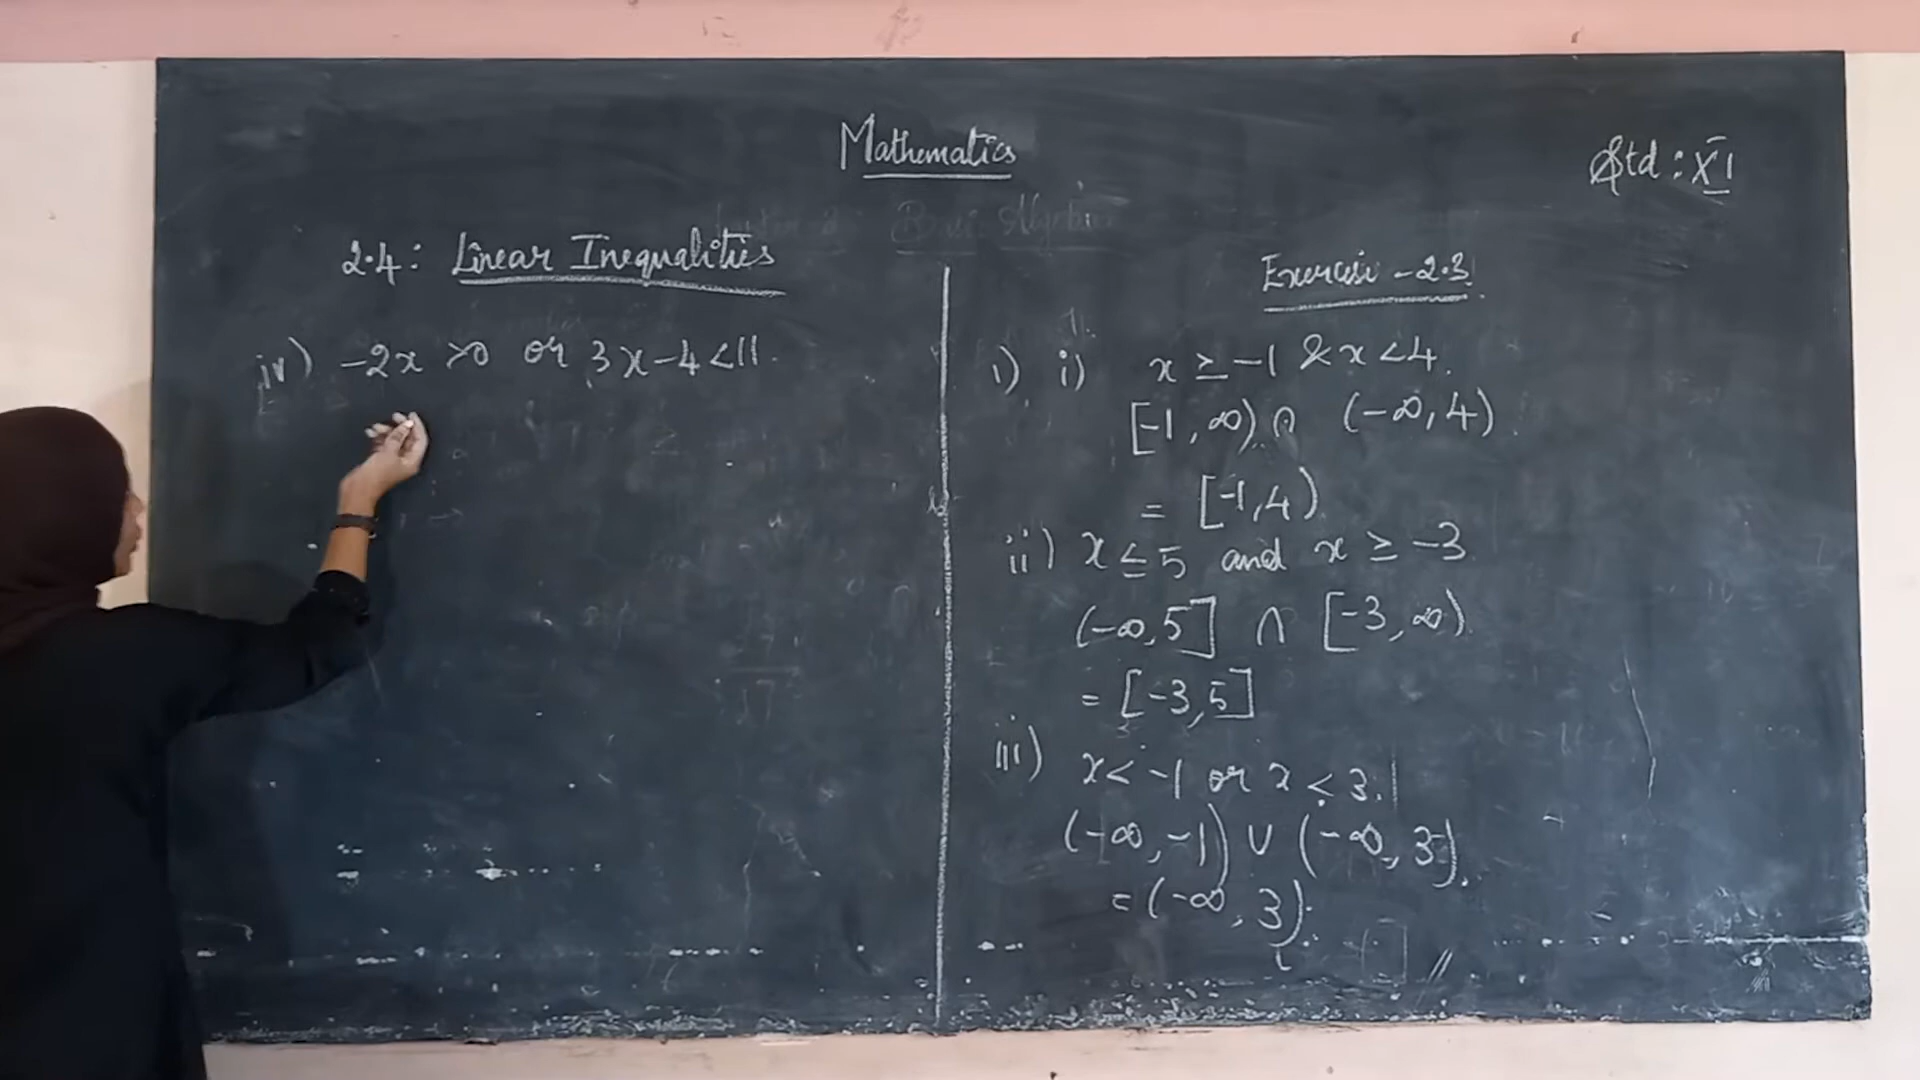 Mathematics
Std : XI
2.4 : Linear Inequalities
iv) -2x >0 or 3x-4<11.
Exercise - 2.3
1) i) x ≥ -1 & x <4.
[-1, ∞) ∩ (-∞, 4)
= [-1, 4)
ii) x ≤ 5 and x ≥ -3
(-∞, 5] ∩ [-3, ∞)
= [-3, 5]
iii) x < -1 or x < 3.
(-∞, -1) ∪ (-∞, 3).
= (-∞, 3).